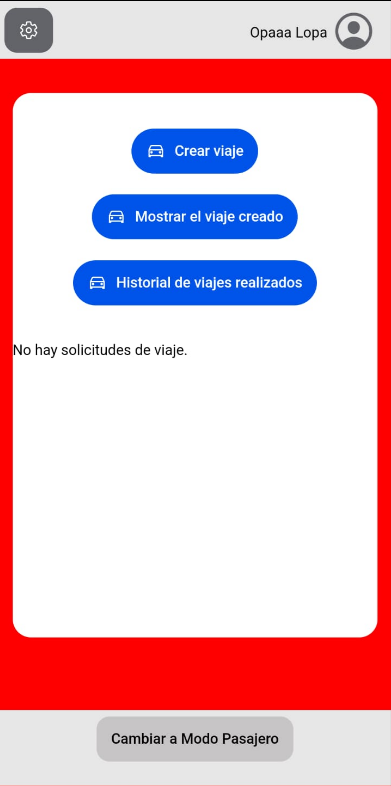 Opaaa Lopa
Crear viaje
Mostrar el viaje creado
Historial de viajes realizados
No hay solicitudes de viaje.
Cambiar a Modo Pasajero